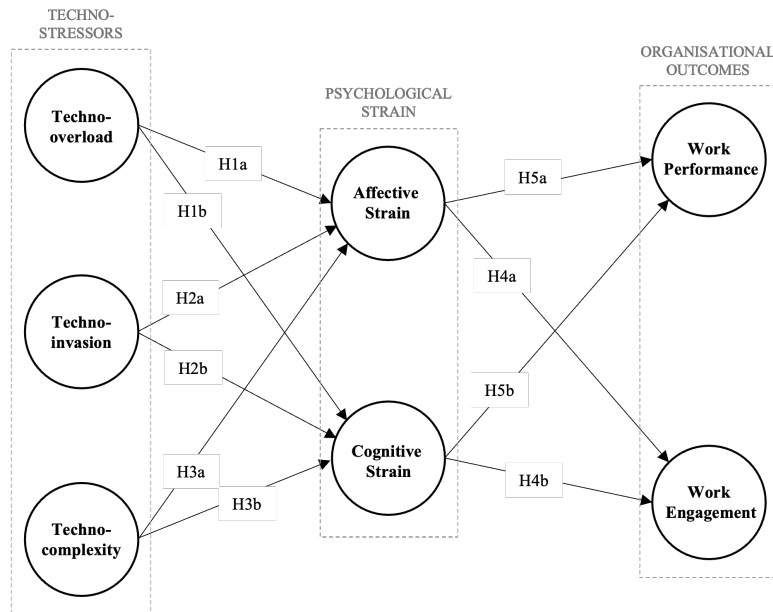 TECHNO-
STRESSORS
Techno-
overload
Techno-
invasion
Techno-
complexity
H1a
H1b
H2a
H2b
H3a
H3b
PSYCHOLOGICAL
STRAIN
Affective
Strain
Cognitive
Strain
H5a
H4a
H5b
H4b
ORGANISATIONAL
OUTCOMES
Work
Performance
Work
Engagement